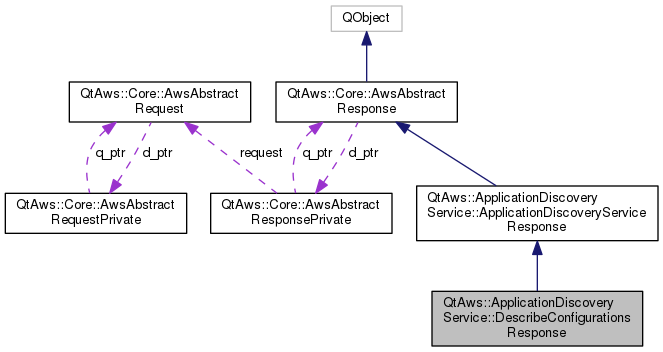 QObject
QtAws::Core::AwsAbstract
Request
QtAws::Core::AwsAbstract
Response
q_ptr
d_ptr
request
q_ptr
d_ptr
QtAws::Core::AwsAbstract
RequestPrivate
QtAws::Core::AwsAbstract
ResponsePrivate
QtAws::ApplicationDiscovery
Service::ApplicationDiscoveryService
Response
QtAws::ApplicationDiscovery
Service::DescribeConfigurations
Response